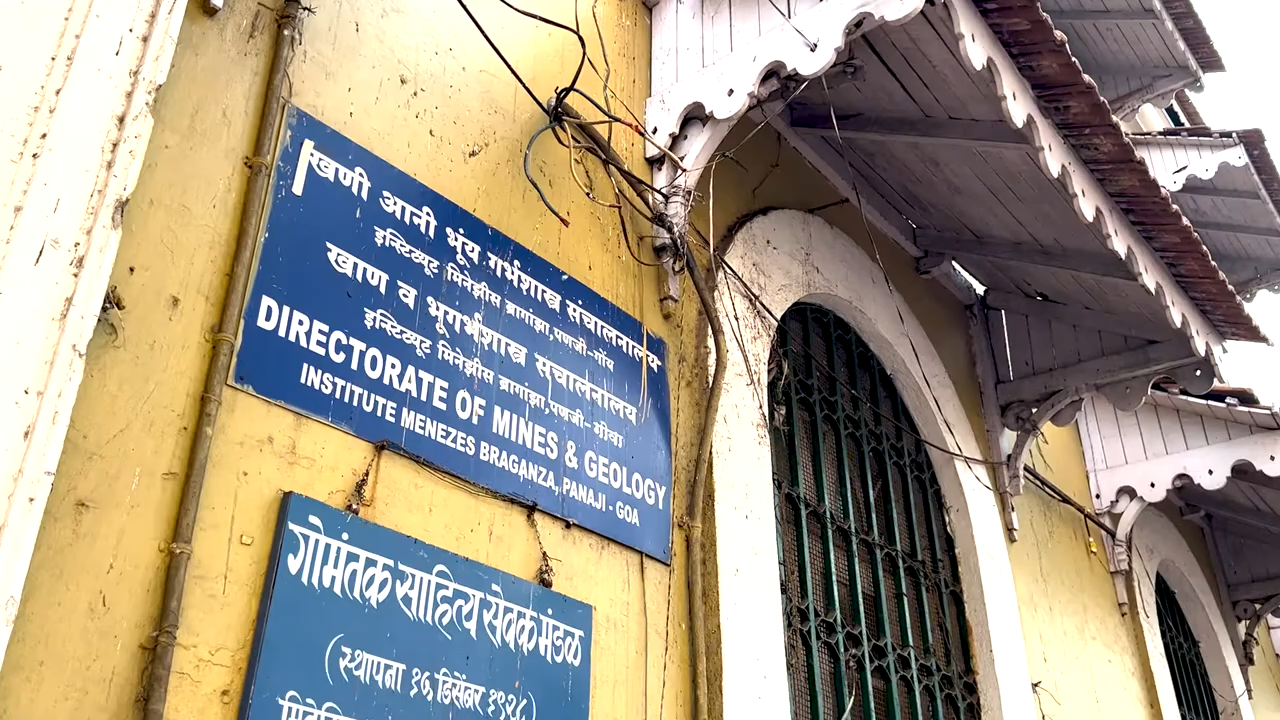 खणी आनी भूंय गर्भशास्त्र संचालनालय
इन्स्टिट्यूट मिनेझीस ब्रागांझा,पणजी-गोंय
खाण व भूगर्भशास्त्र संचालनालय
इन्स्टिट्यूट मिनेझीस ब्रागांझा,पणजी-गोवा
DIRECTORATE OF MINES & GEOLOGY
INSTITUTE MENEZES BRAGANZA, PANAJI - GOA
गोमंतक साहित्य सेवक मंडळ
(स्थापना १६ डिसेंबर १९२८)